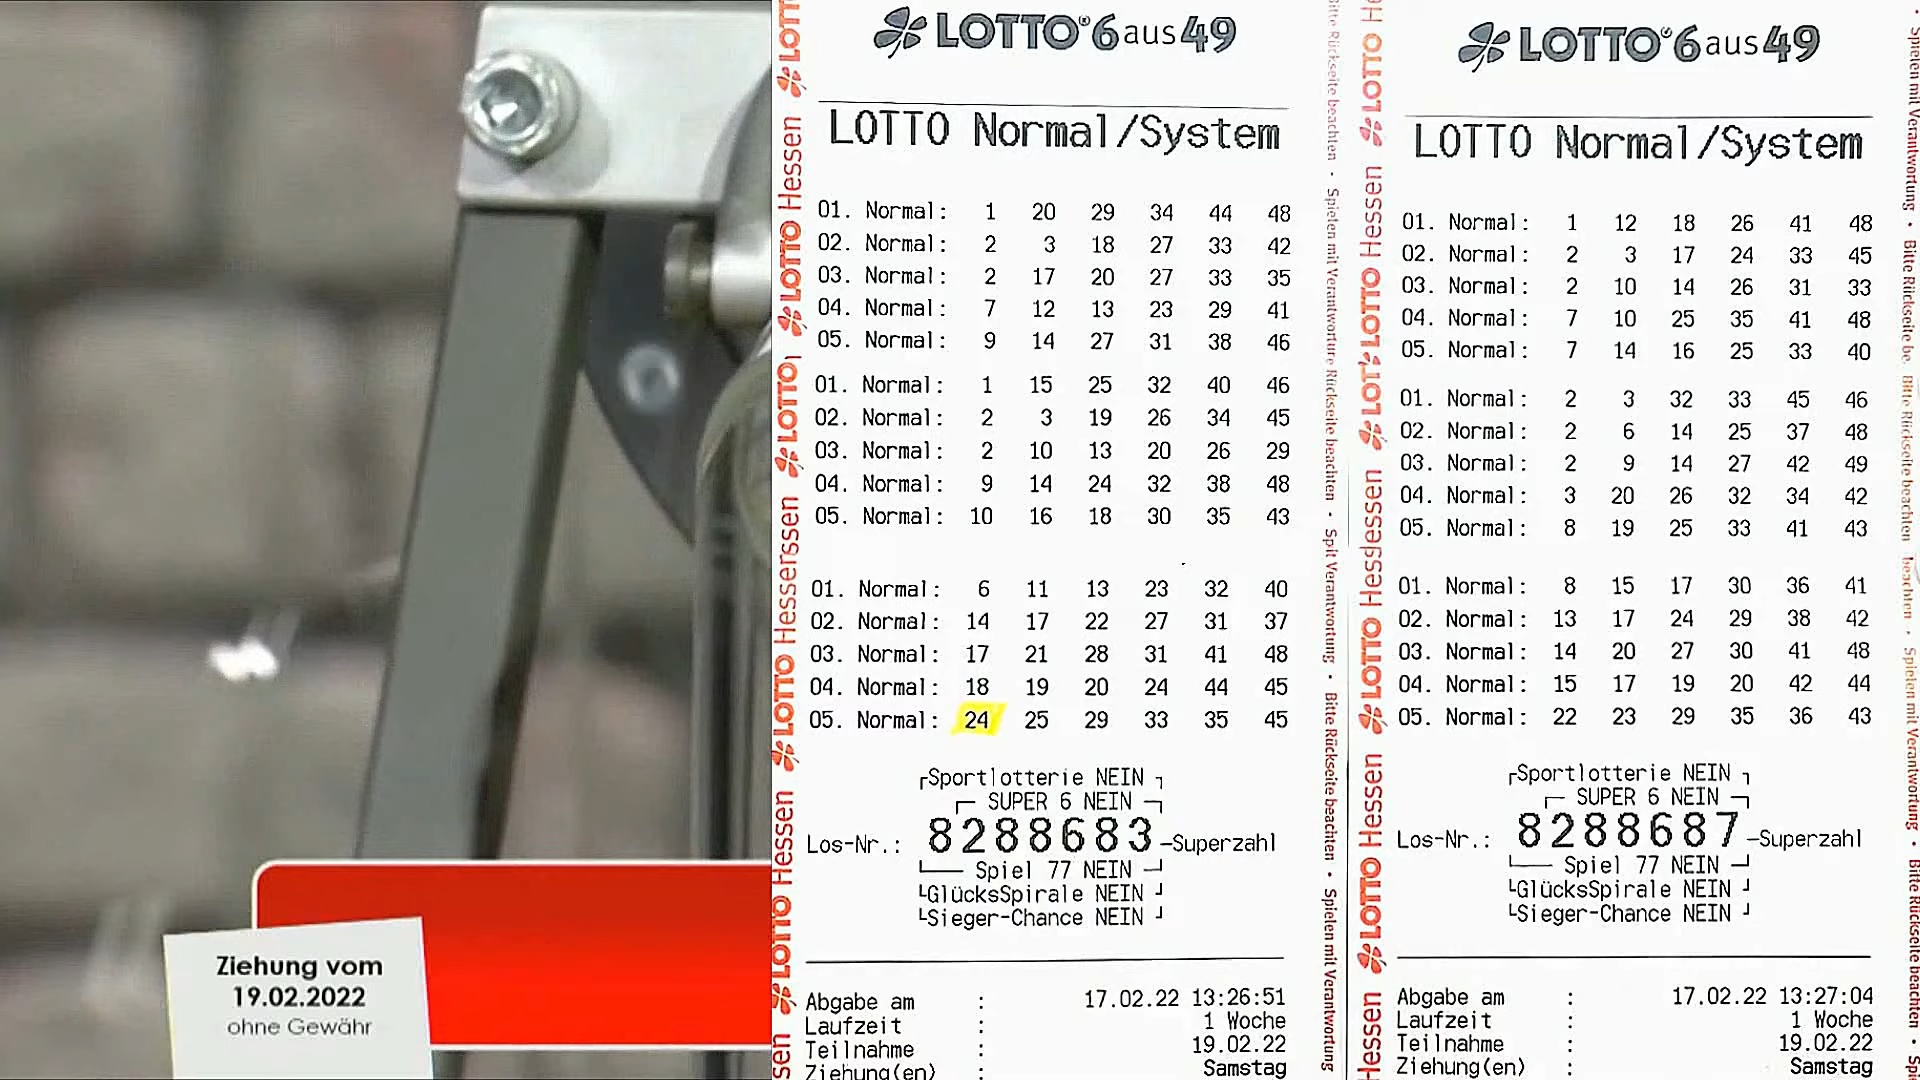 Ziehung vom
19.02.2022
ohne Gewähr
LOTTO® 6 aus 49
LOTTO Normal/System
01. Normal: 1 20 29 34 44 48
02. Normal: 2 3 18 27 33 42
03. Normal: 2 17 20 27 33 35
04. Normal: 7 12 13 23 29 41
05. Normal: 9 14 27 31 38 46
01. Normal: 1 15 25 32 40 46
02. Normal: 2 3 19 26 34 45
03. Normal: 2 10 13 20 26 29
04. Normal: 9 14 24 32 38 48
05. Normal: 10 16 18 30 35 43
01. Normal: 6 11 13 23 32 40
02. Normal: 14 17 22 27 31 37
03. Normal: 17 21 28 31 41 48
04. Normal: 18 19 20 24 44 45
05. Normal: 24 25 29 33 35 45
Sportlotterie NEIN
SUPER 6 NEIN
Los-Nr.: 8288683-Superzahl
Spiel 77 NEIN
GlücksSpirale NEIN
Sieger-Chance NEIN
Abgabe am : 17.02.22 13:26:51
Laufzeit : 1 Woche
Teilnahme : 19.02.22
Ziehung(en) : Samstag
LOTTO® 6 aus 49
LOTTO Normal/System
01. Normal: 1 12 18 26 41 48
02. Normal: 2 3 17 24 33 45
03. Normal: 2 10 14 26 31 33
04. Normal: 7 10 25 35 41 48
05. Normal: 7 14 16 25 33 40
01. Normal: 2 3 32 33 45 46
02. Normal: 2 6 14 25 37 48
03. Normal: 2 9 14 27 42 49
04. Normal: 3 20 26 32 34 42
05. Normal: 8 19 25 33 41 43
01. Normal: 8 15 17 30 36 41
02. Normal: 13 17 24 29 38 42
03. Normal: 14 20 27 30 41 48
04. Normal: 15 17 19 20 42 44
05. Normal: 22 23 29 35 36 43
Sportlotterie NEIN
SUPER 6 NEIN
Los-Nr.: 8288687-Superzahl
Spiel 77 NEIN
GlücksSpirale NEIN
Sieger-Chance NEIN
Abgabe am : 17.02.22 13:27:04
Laufzeit : 1 Woche
Teilnahme : 19.02.22
Ziehung(en) : Samstag
LOTTO Hessen
Bitte Rückseite beachten • Spielen mit Verantwortung
LOTTO Hessen
Spielen mit Verantwortung • Bitte Rückseite beachten